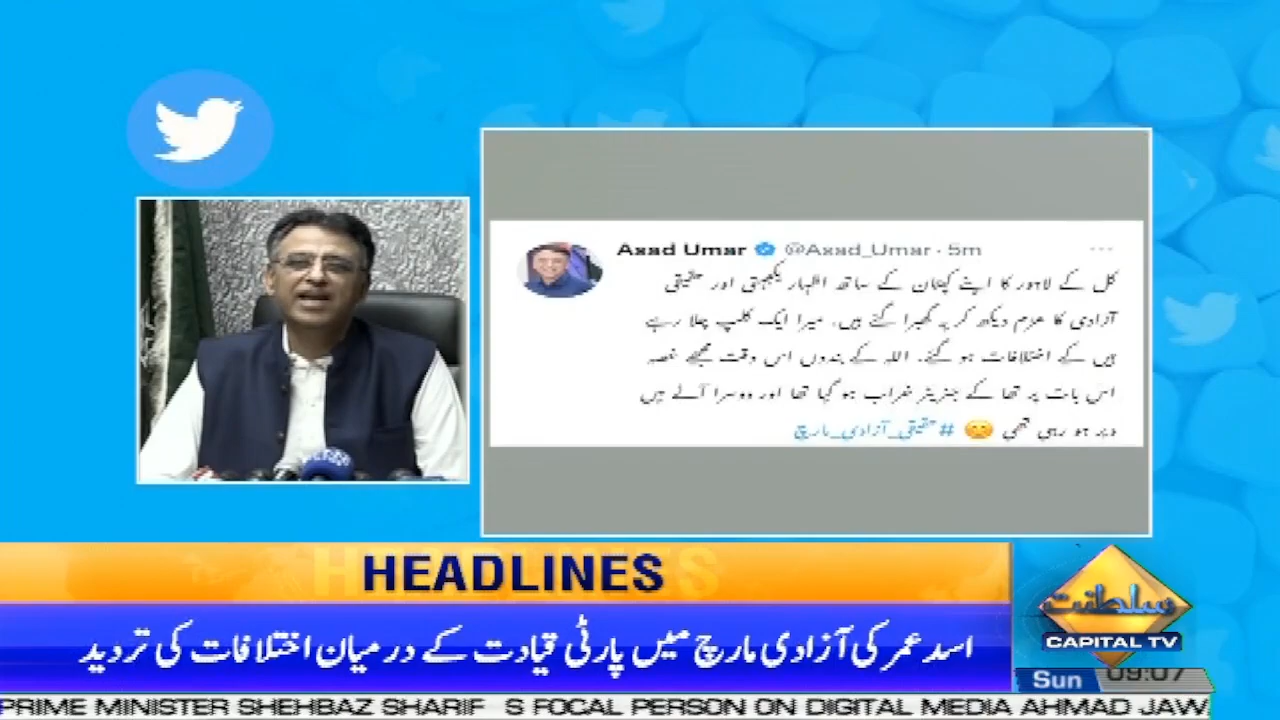 Asad Umar @Asad_Umar · 5m
کل کے لاہور کا اپنے کپتان کے ساتھ اظہار یکجہتی اور حقیقی
آزادی کا عزم دیکھ کر یہ گھبرا گئے ہیں. میرا ایک کلپ چلا رہے
ہیں کے اختلافات ہو گئے. اللہ کے بندوں اس وقت مجھے غصہ
اس بات پہ تھا کے جنریٹر خراب ہو گیا تھا اور دوسرا آنے میں
دیر ہو رہی تھی #حقیقی_آزادی_مارچ
HEADLINES
اسد عمر کی آزادی مارچ میں پارٹی قیادت کے درمیان اختلافات کی تردید
سلطانت
CAPITAL TV
Sun 09:07
PRIME MINISTER SHEHBAZ SHARIF S FOCAL PERSON ON DIGITAL MEDIA AHMAD JAW